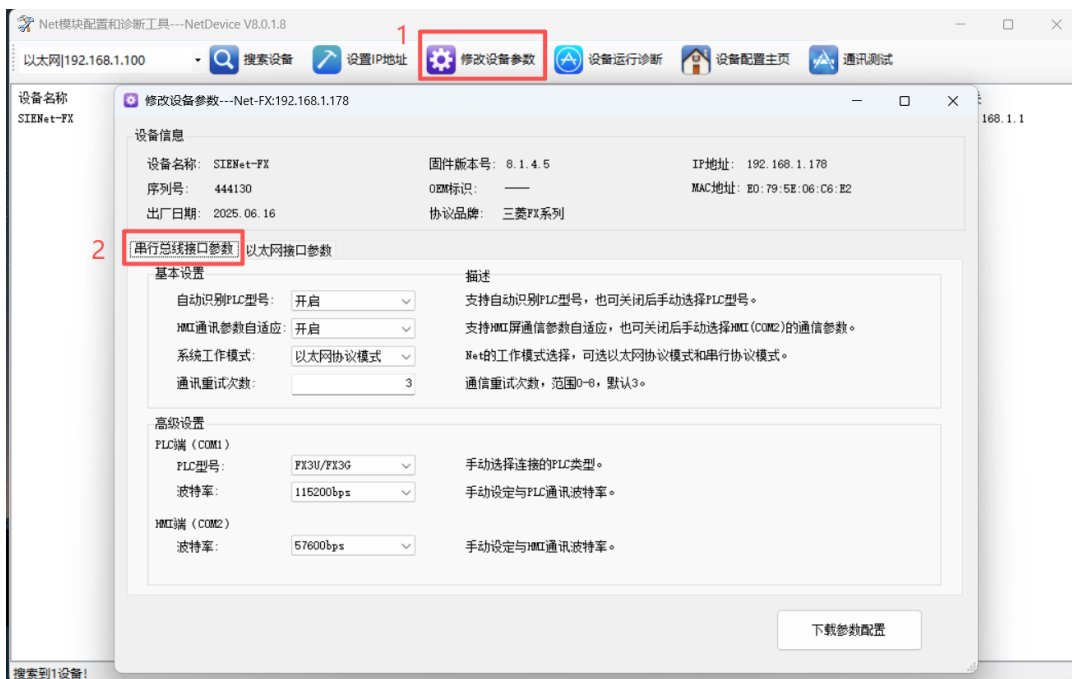 Net模块配置和诊断工具---NetDevice V8.0.1.8
1
以太网|192.168.1.100 搜索设备 设置IP地址 修改设备参数 设备运行诊断 设备配置主页 通讯测试
设备名称
SIENet-FX
168.1.1
修改设备参数---Net-FX:192.168.1.178
设备信息
设备名称: SIENet-FX 固件版本号: 8.1.4.5 IP地址: 192.168.1.178
序列号: 444130 OEM标识: —— MAC地址: E0:79:5E:06:C6:E2
出厂日期: 2025.06.16 协议品牌: 三菱FX系列
2 串行总线接口参数 以太网接口参数
基本设置 描述
自动识别PLC型号: 开启 支持自动识别PLC型号，也可关闭后手动选择PLC型号。
HMI通讯参数自适应: 开启 支持HMI屏通信参数自适应，也可关闭后手动选择HMI(COM2)的通信参数。
系统工作模式: 以太网协议模式 Net的工作模式选择，可选以太网协议模式和串行协议模式。
通讯重试次数: 3 通信重试次数，范围0-6，默认3。
高级设置
PLC端 (COM1)
PLC型号: FX3U/FX3G 手动选择连接的PLC类型。
波特率: 115200bps 手动设定与PLC通讯波特率。
HMI端 (COM2)
波特率: 57600bps 手动设定与HMI通讯波特率。
下载参数配置
搜索到1设备!